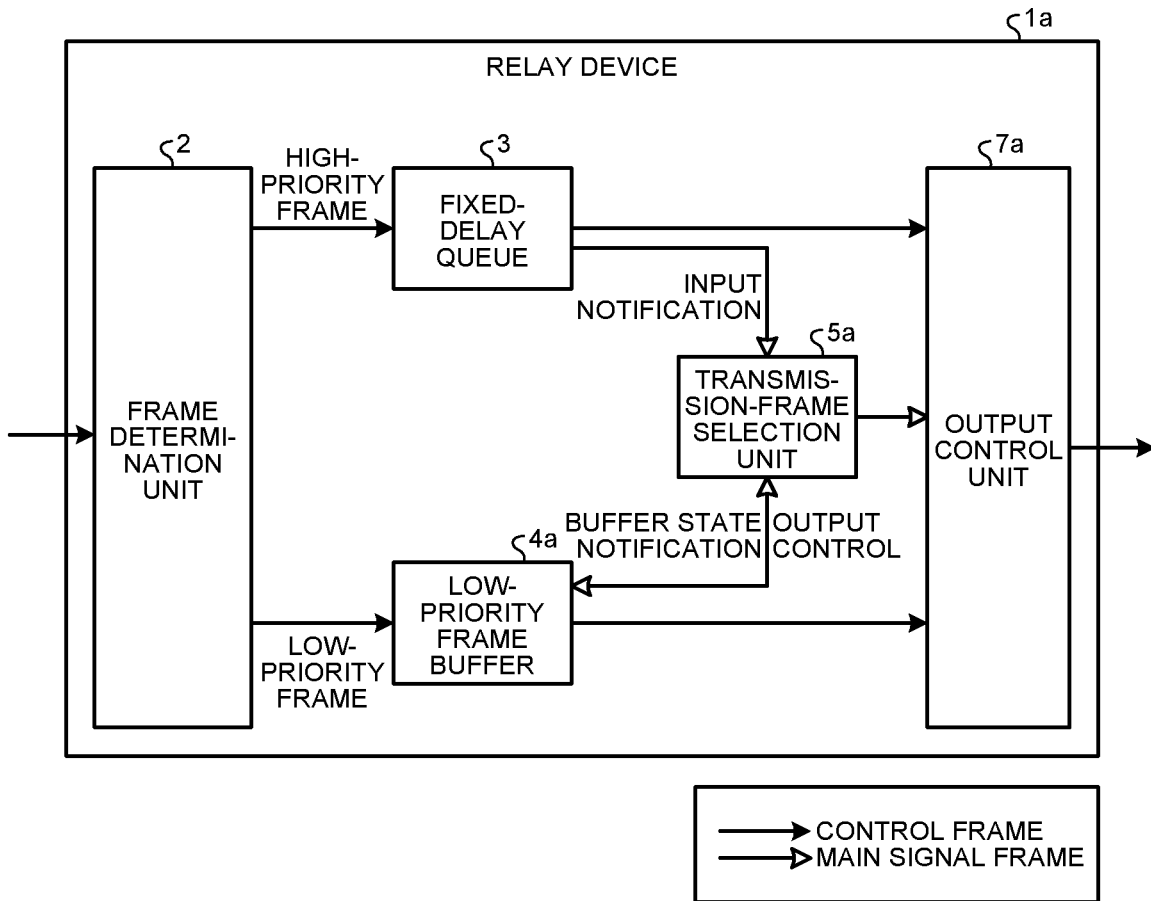 1a
RELAY DEVICE
2
HIGH-
PRIORITY
FRAME
3
FIXED-
DELAY
QUEUE
7a
INPUT
NOTIFICATION
5a
TRANSMIS-
SION-FRAME
SELECTION
UNIT
FRAME
DETERMI-
NATION
UNIT
OUTPUT
CONTROL
UNIT
BUFFER STATE
NOTIFICATION
OUTPUT
CONTROL
4a
LOW-
PRIORITY
FRAME
BUFFER
LOW-
PRIORITY
FRAME
CONTROL FRAME
MAIN SIGNAL FRAME